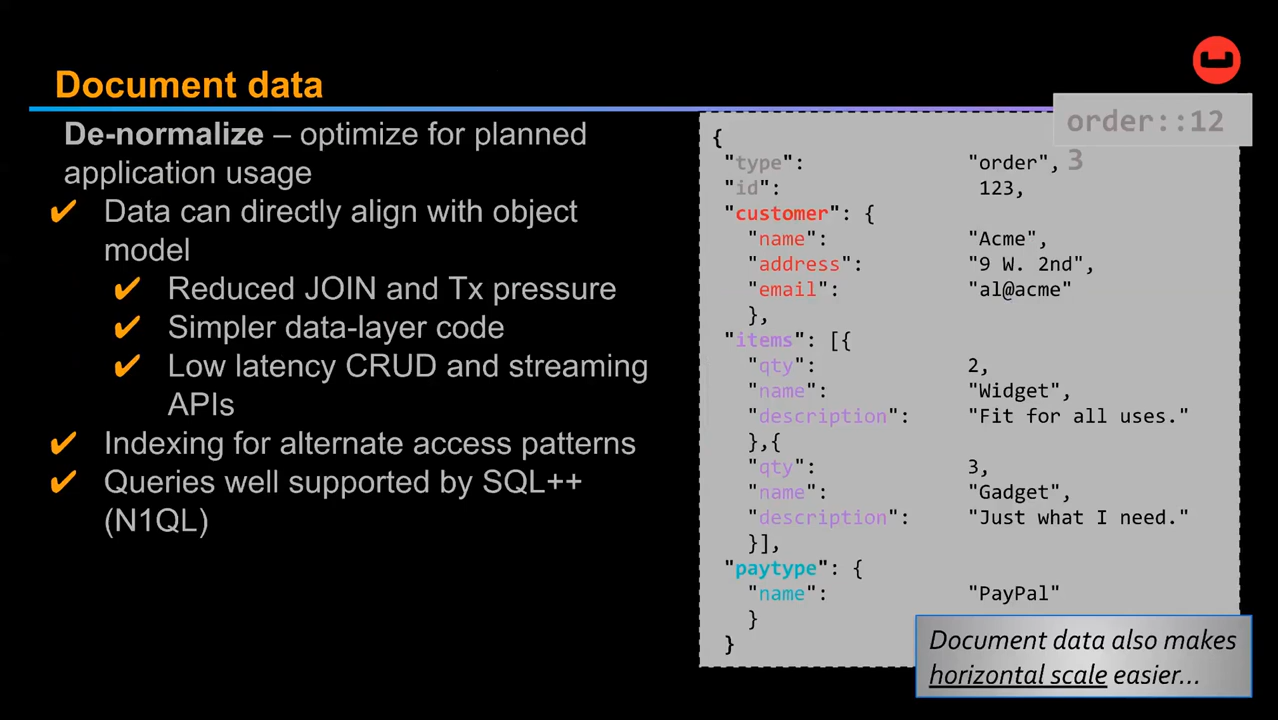 Document data
De-normalize – optimize for planned
application usage
✔ Data can directly align with object
model
✔ Reduced JOIN and Tx pressure
✔ Simpler data-layer code
✔ Low latency CRUD and streaming
APIs
✔ Indexing for alternate access patterns
✔ Queries well supported by SQL++
(N1QL)
order::12
3
{
"type": "order",
"id": 123,
"customer": {
"name": "Acme",
"address": "9 W. 2nd",
"email": "al@acme"
},
"items": [{
"qty": 2,
"name": "Widget",
"description": "Fit for all uses."
},{
"qty": 3,
"name": "Gadget",
"description": "Just what I need."
}],
"paytype": {
"name": "PayPal"
}
}
Document data also makes
horizontal scale easier...